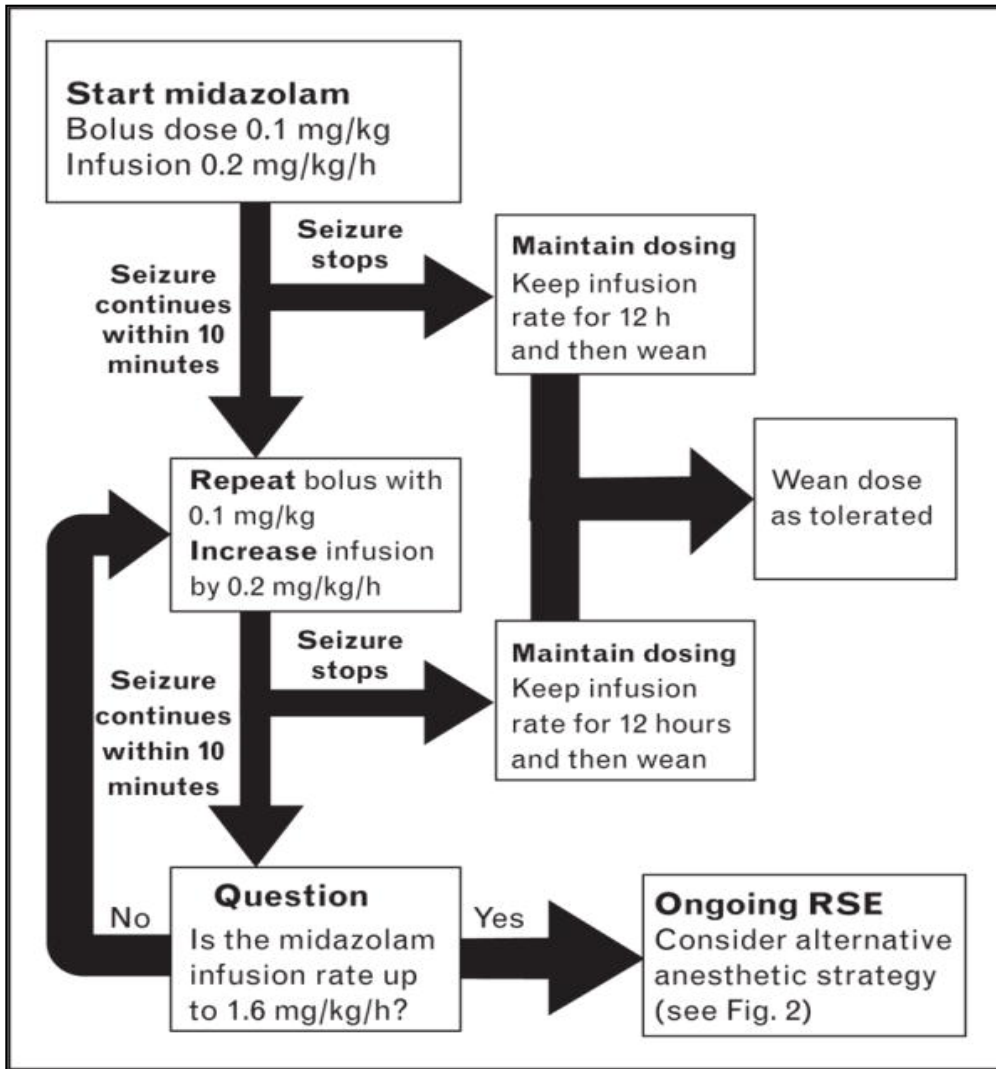 Start midazolam
Bolus dose 0.1 mg/kg
Infusion 0.2 mg/kg/h
Seizure
stops
Seizure
continues
within 10
minutes
Maintain dosing
Keep infusion
rate for 12 h
and then wean
Repeat bolus with
0.1 mg/kg
Increase infusion
by 0.2 mg/kg/h
Wean dose
as tolerated
Seizure
stops
Seizure
continues
within 10
minutes
Maintain dosing
Keep infusion
rate for 12 hours
and then wean
No
Question
Is the midazolam
infusion rate up
to 1.6 mg/kg/h?
Yes
Ongoing RSE
Consider alternative
anesthetic strategy
(see Fig. 2)